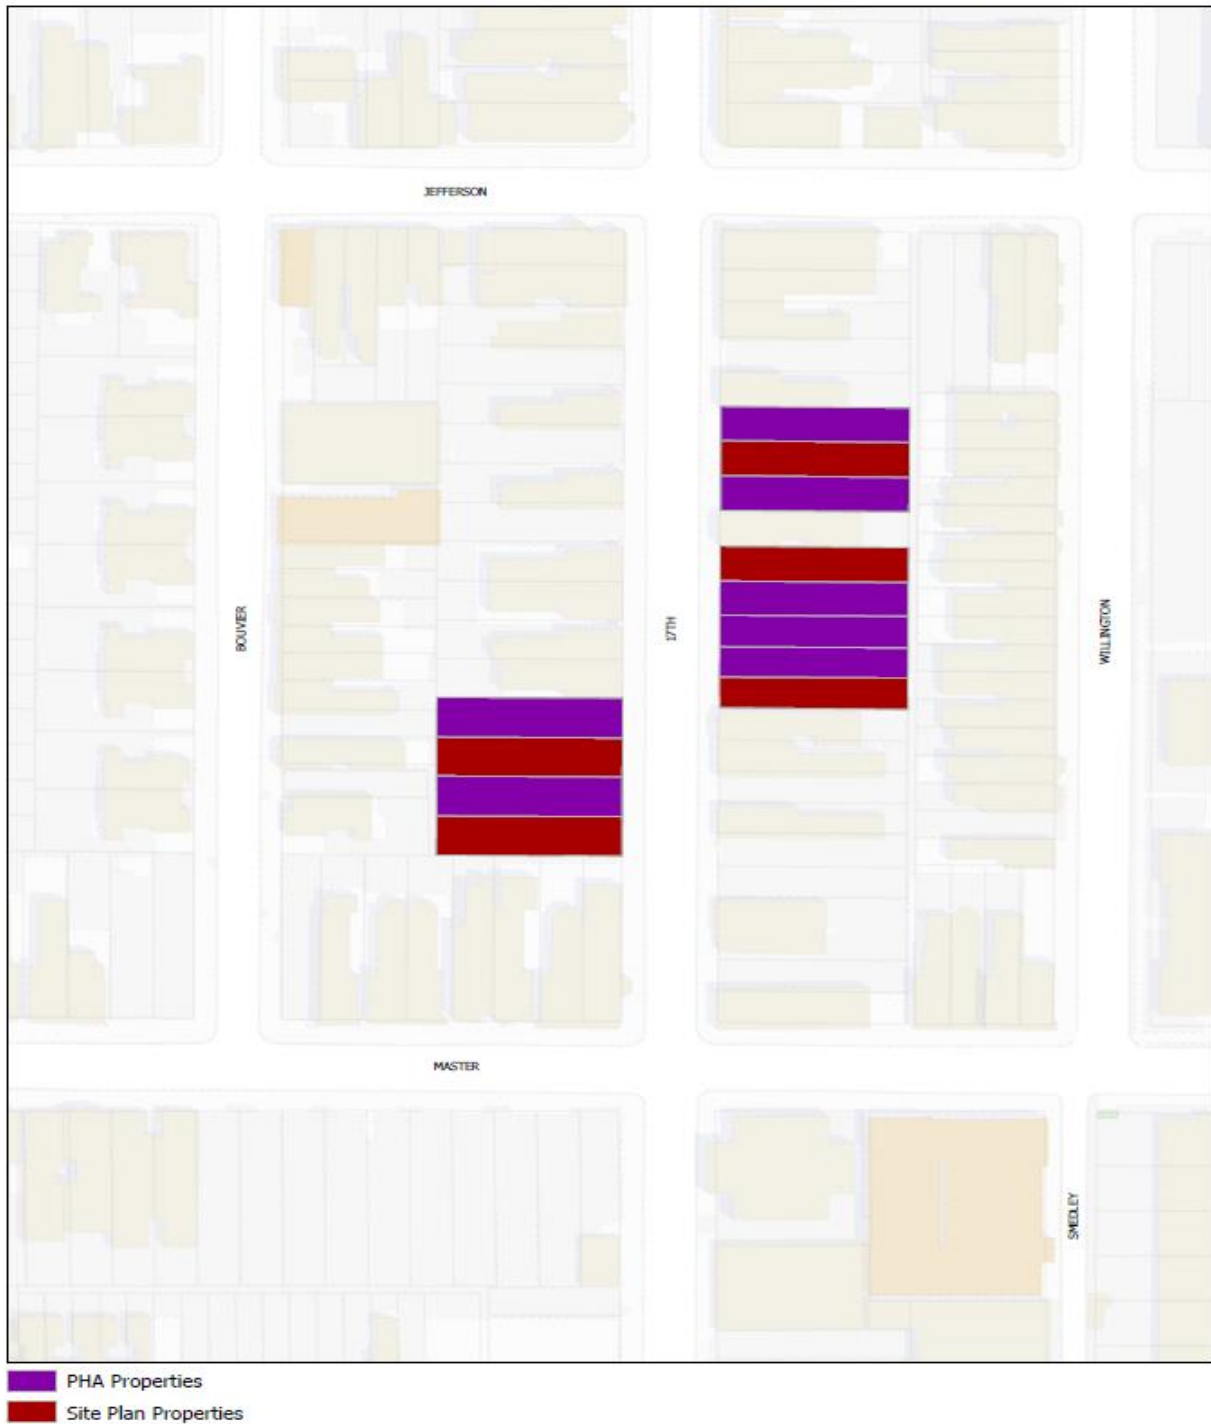 JEFFERSON
BOUVIER
17TH
WILLINGTON
MASTER
SMEDLEY
PHA Properties
Site Plan Properties